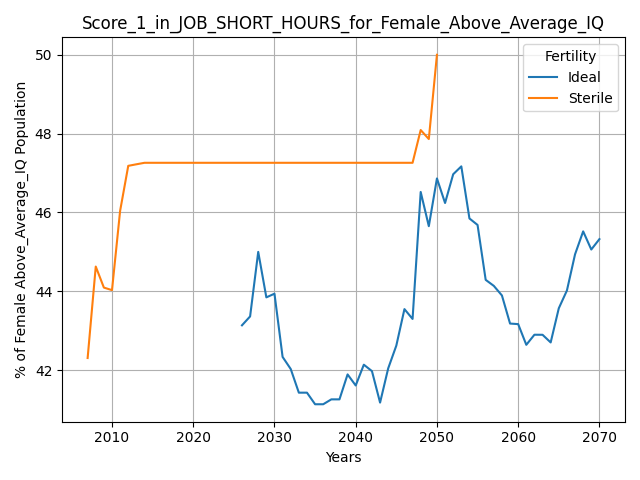 Score_1_in_JOB_SHORT_HOURS_for_Female_Above_Average_IQ
% of Female Above_Average_IQ Population
50
48
46
44
42
Fertility
Ideal
Sterile
2010 2020 2030 2040 2050 2060 2070
Years